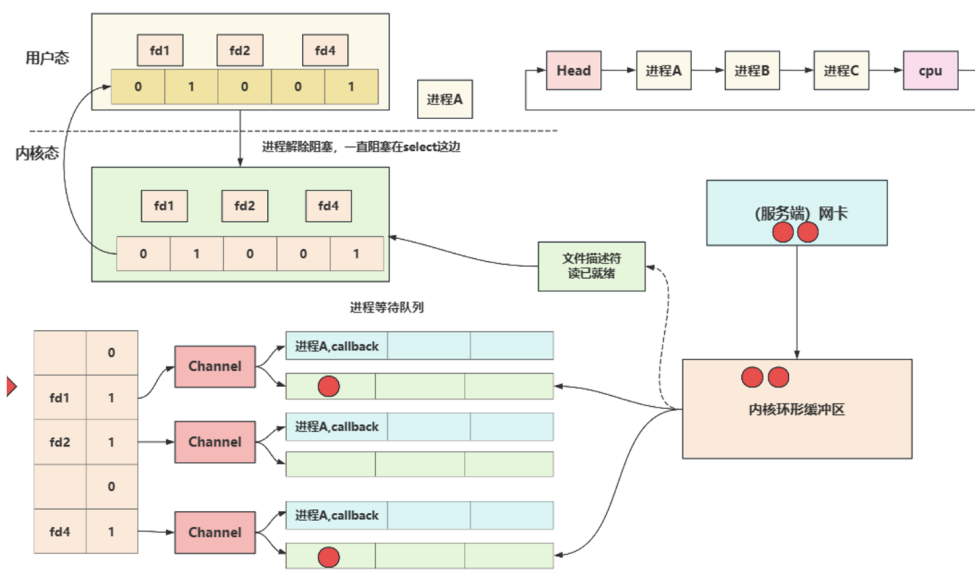 用户态
fd1
fd2
fd4
0 1 0 0 1
进程A
Head
进程A
进程B
进程C
cpu
内核态
进程解除阻塞，一直阻塞在select这边
fd1
fd2
fd4
0 1 0 0 1
(服务端) 网卡
文件描述符
读已就绪
内核环形缓冲区
进程等待队列
0
fd1 1
fd2 1
0
fd4 1
Channel
进程A,callback
Channel
进程A,callback
Channel
进程A,callback